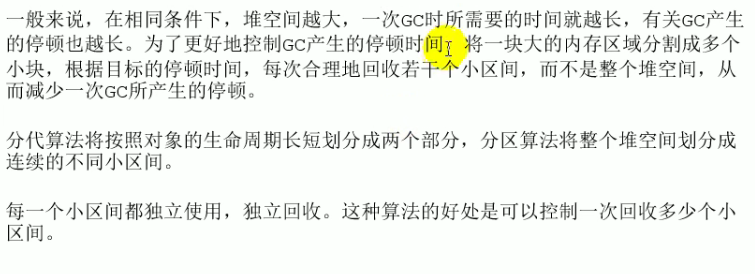 一般来说，在相同条件下，堆空间越大，一次GC时所需要的时间就越长，有关GC产生
的停顿也越长。为了更好地控制GC产生的停顿时间，将一块大的内存区域分割成多个
小块，根据目标的停顿时间，每次合理地回收若干个小区间，而不是整个堆空间，从
而减少一次GC所产生的停顿。
分代算法将按照对象的生命周期长短划分成两个部分，分区算法将整个堆空间划分成
连续的不同小区间。
每一个小区间都独立使用，独立回收。这种算法的好处是可以控制一次回收多少个小
区间。